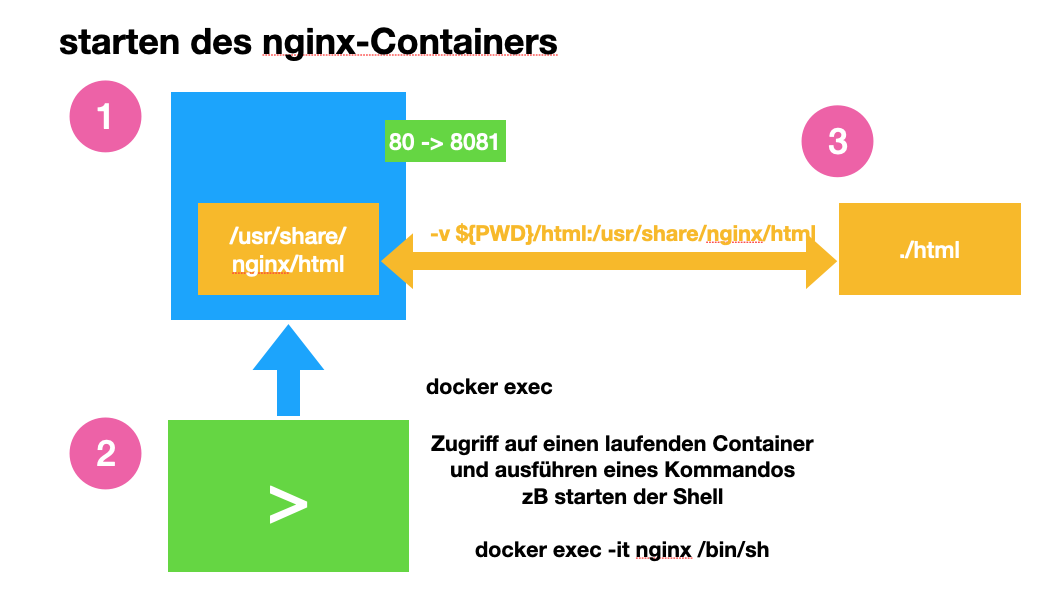 starten des nginx-Containers
1
80 -> 8081
3
-v ${PWD}/html:/usr/share/nginx/html
/usr/share/
nginx/html
./html
docker exec
2
>
Zugriff auf einen laufenden Container
und ausführen eines Kommandos
zB starten der Shell
docker exec -it nginx /bin/sh